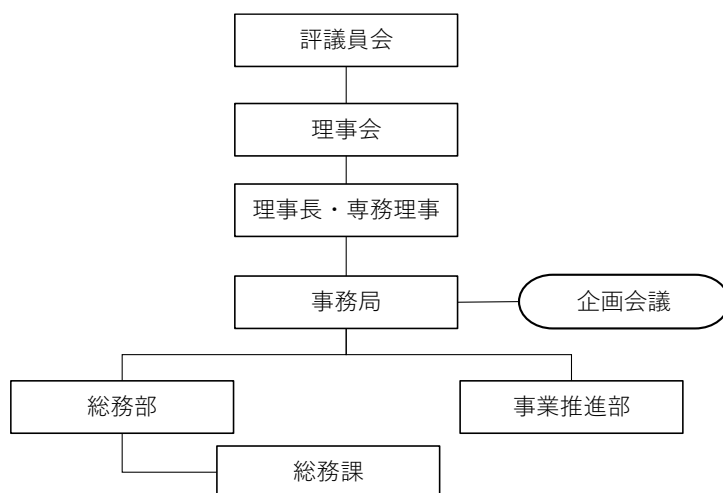 評議員会
理事会
理事長・専務理事
事務局
企画会議
総務部
事業推進部
総務課